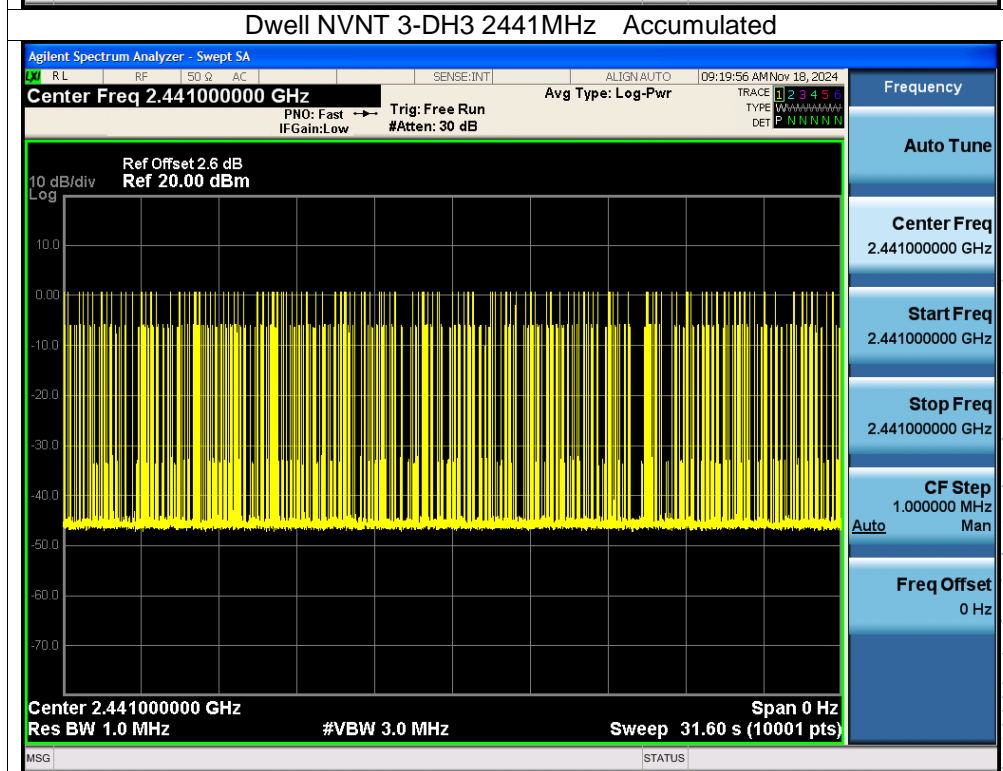 Dwell NVNT 3-DH3 2441MHz Accumulated
Agilent Spectrum Analyzer - Swept SA
LXI RL RF 50 Ω AC SENSE:INT ALIGN AUTO 09:19:56 AM Nov 18, 2024
Center Freq 2.441000000 GHz
PNO: Fast
IFGain:Low
Trig: Free Run
#Atten: 30 dB
Avg Type: Log-Pwr
TRACE 1 2 3 4 5 6
TYPE WWWWWWW
DET P N N N N N
Ref Offset 2.6 dB
10 dB/div Ref 20.00 dBm
Log
10.0
0.00
-10.0
-20.0
-30.0
-40.0
-50.0
-60.0
-70.0
Center 2.441000000 GHz Span 0 Hz
Res BW 1.0 MHz #VBW 3.0 MHz Sweep 31.60 s (10001 pts)
MSG STATUS
Frequency
Auto Tune
Center Freq
2.441000000 GHz
Start Freq
2.441000000 GHz
Stop Freq
2.441000000 GHz
CF Step
1.000000 MHz
Auto Man
Freq Offset
0 Hz